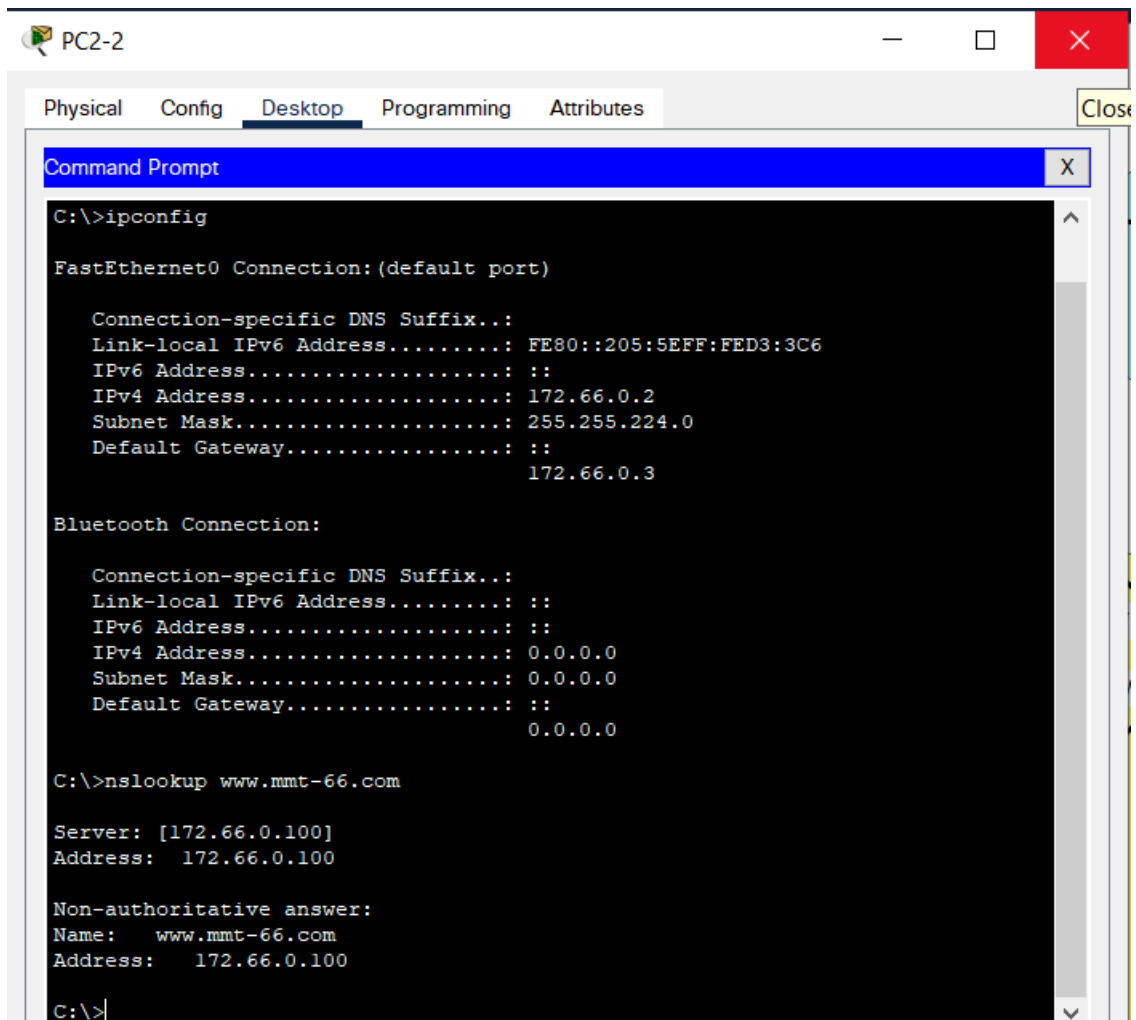 PC2-2
Physical Config Desktop Programming Attributes
Close
Command Prompt
X
C:\>ipconfig
FastEthernet0 Connection:(default port)
Connection-specific DNS Suffix..:
Link-local IPv6 Address.........: FE80::205:5EFF:FED3:3C6
IPv6 Address....................: ::
IPv4 Address....................: 172.66.0.2
Subnet Mask.....................: 255.255.224.0
Default Gateway.................: ::
172.66.0.3
Bluetooth Connection:
Connection-specific DNS Suffix..:
Link-local IPv6 Address.........: ::
IPv6 Address....................: ::
IPv4 Address....................: 0.0.0.0
Subnet Mask.....................: 0.0.0.0
Default Gateway.................: ::
0.0.0.0
C:\>nslookup www.mmt-66.com
Server: [172.66.0.100]
Address:  172.66.0.100
Non-authoritative answer:
Name:   www.mmt-66.com
Address:   172.66.0.100
C:\>